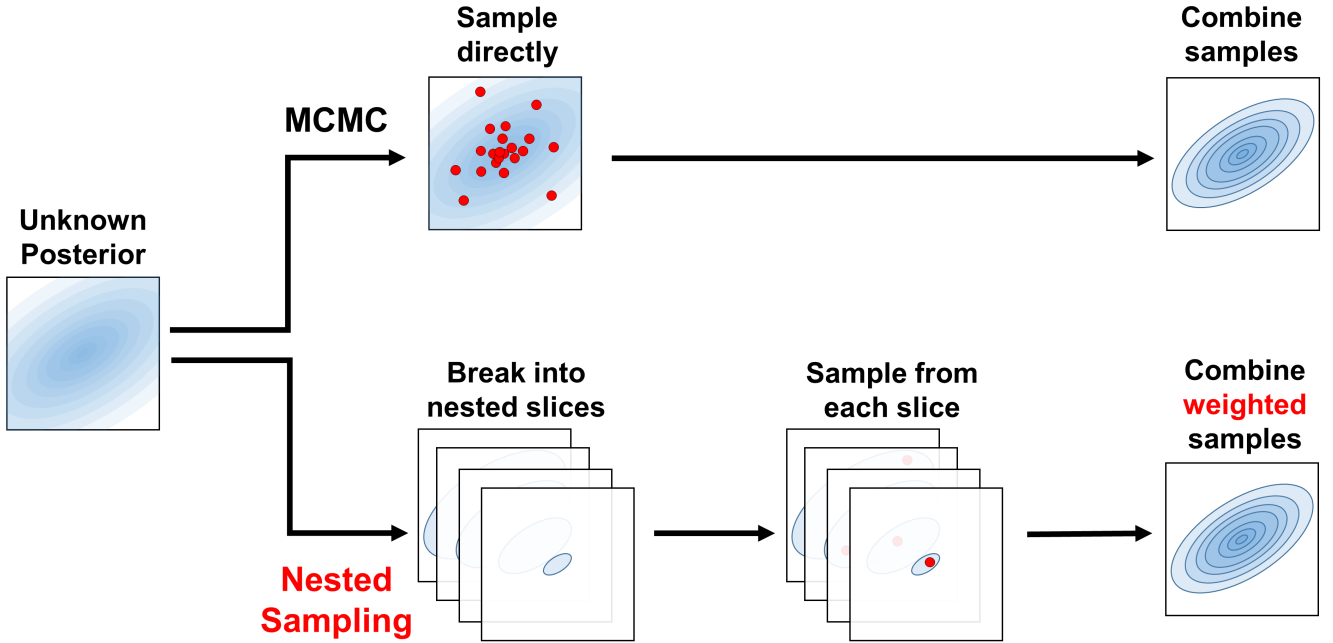 Unknown
Posterior
MCMC
Sample
directly
Combine
samples
Nested
Sampling
Break into
nested slices
Sample from
each slice
Combine
weighted
samples